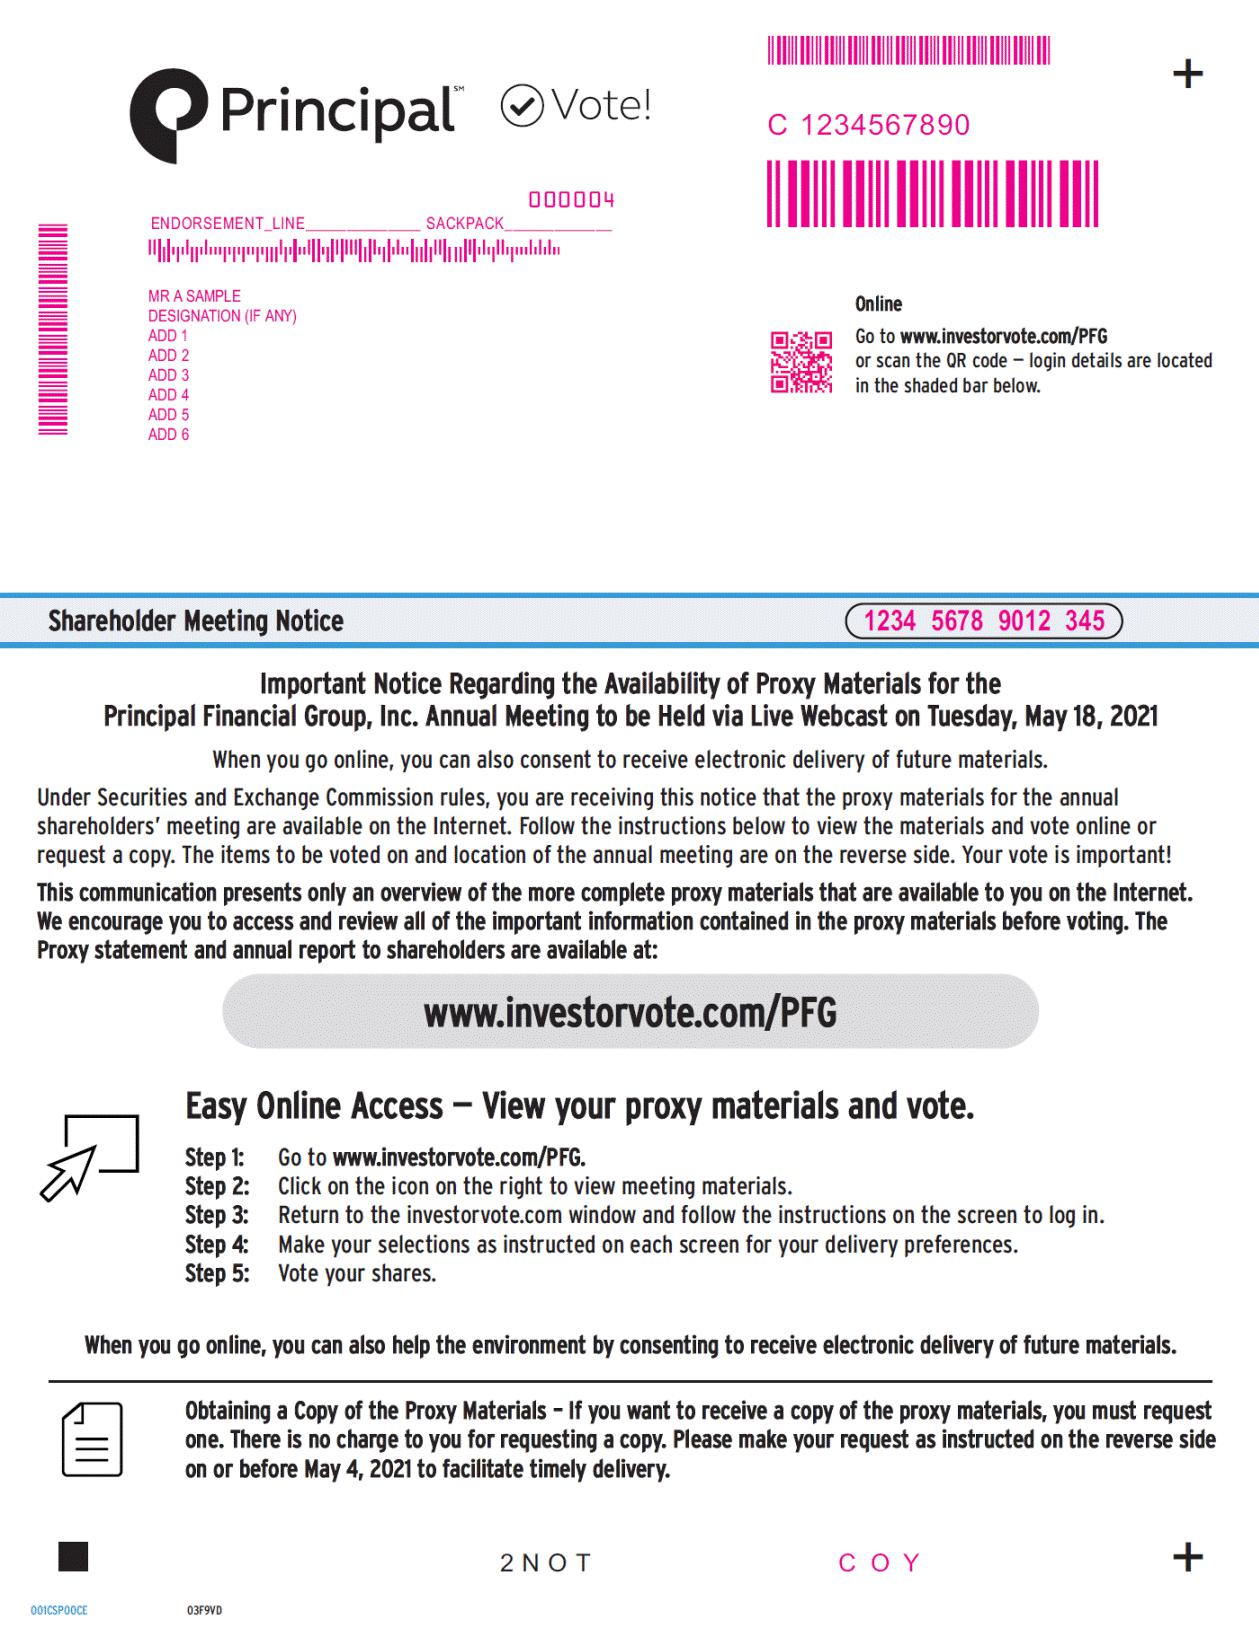 Principal℠
Vote!
C 1234567890
000004
ENDORSEMENT_LINE______________ SACKPACK_____________
MR A SAMPLE
DESIGNATION (IF ANY)
ADD 1
ADD 2
ADD 3
ADD 4
ADD 5
ADD 6
Online
Go to www.investorvote.com/PFG
or scan the QR code – login details are located
in the shaded bar below.
Shareholder Meeting Notice
1234 5678 9012 345
Important Notice Regarding the Availability of Proxy Materials for the
Principal Financial Group, Inc. Annual Meeting to be Held via Live Webcast on Tuesday, May 18, 2021
When you go online, you can also consent to receive electronic delivery of future materials.
Under Securities and Exchange Commission rules, you are receiving this notice that the proxy materials for the annual
shareholders’ meeting are available on the Internet. Follow the instructions below to view the materials and vote online or
request a copy. The items to be voted on and location of the annual meeting are on the reverse side. Your vote is important!
This communication presents only an overview of the more complete proxy materials that are available to you on the Internet.
We encourage you to access and review all of the important information contained in the proxy materials before voting. The
Proxy statement and annual report to shareholders are available at:
www.investorvote.com/PFG
Easy Online Access – View your proxy materials and vote.
Step 1: Go to www.investorvote.com/PFG.
Step 2: Click on the icon on the right to view meeting materials.
Step 3: Return to the investorvote.com window and follow the instructions on the screen to log in.
Step 4: Make your selections as instructed on each screen for your delivery preferences.
Step 5: Vote your shares.
When you go online, you can also help the environment by consenting to receive electronic delivery of future materials.
Obtaining a Copy of the Proxy Materials – If you want to receive a copy of the proxy materials, you must request
one. There is no charge to you for requesting a copy. Please make your request as instructed on the reverse side
on or before May 4, 2021 to facilitate timely delivery.
2 N O T
C O Y
001CSP00CE
03F9VD